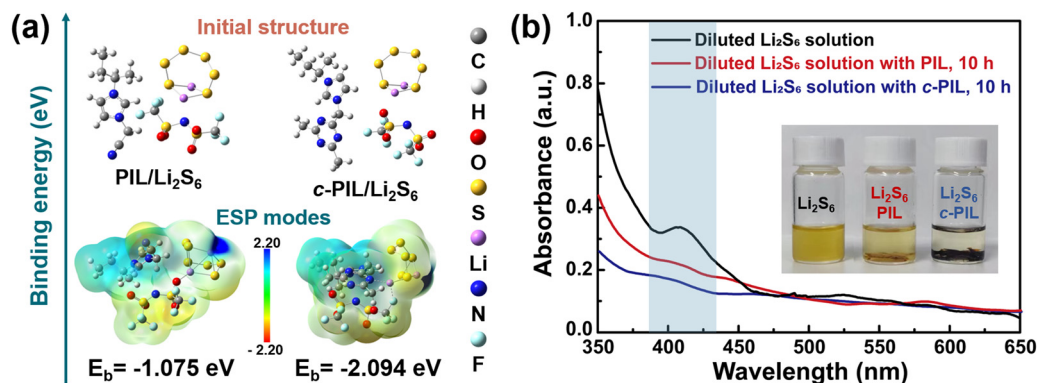 (a)
Binding energy (eV)
Initial structure
PIL/Li₂S₆
c-PIL/Li₂S₆
ESP modes
2.20
- 2.20
E_b= -1.075 eV
E_b= -2.094 eV
C
H
O
S
Li
N
F
(b)
Absorbance (a.u.)
1.0
0.8
0.6
0.4
0.2
0.0
Diluted Li₂S₆ solution
Diluted Li₂S₆ solution with PIL, 10 h
Diluted Li₂S₆ solution with c-PIL, 10 h
Li₂S₆
Li₂S₆
PIL
Li₂S₆
c-PIL
350 400 450 500 550 600 650
Wavelength (nm)